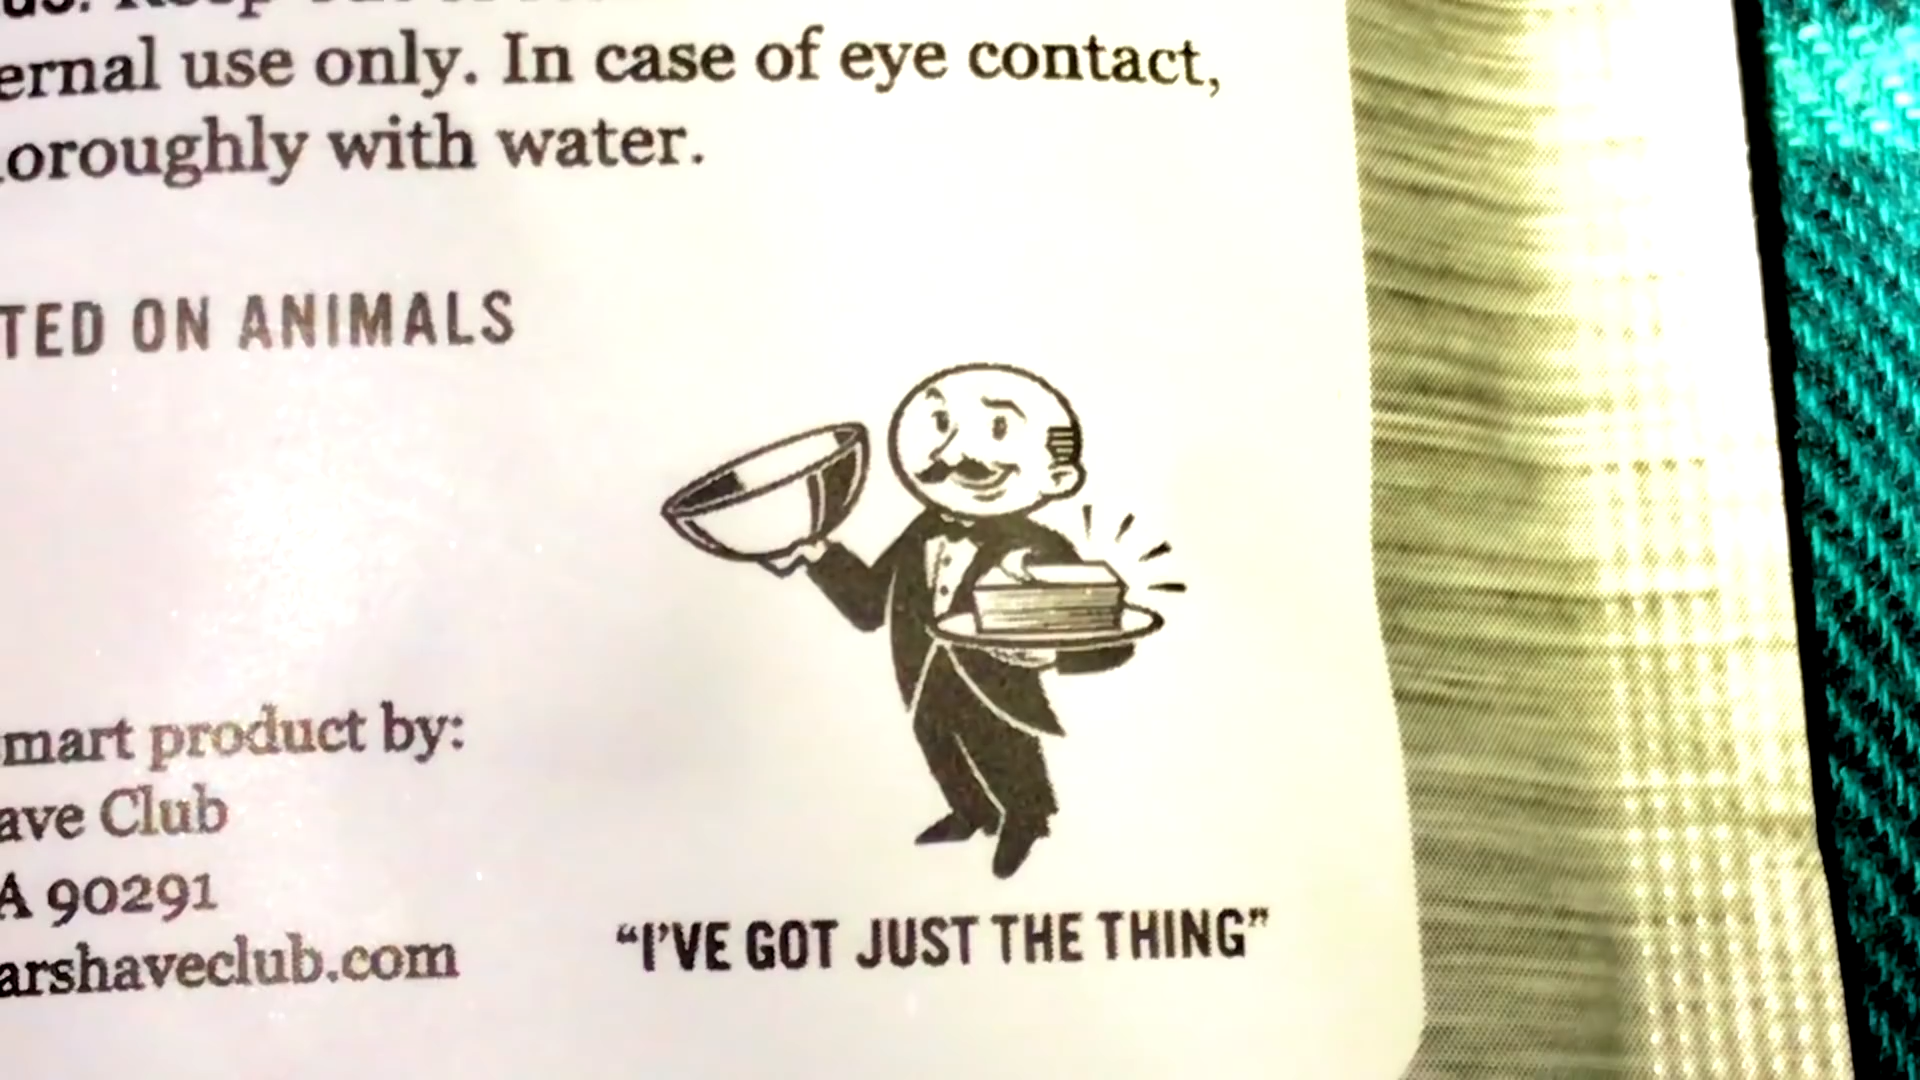 ernal use only. In case of eye contact,
oroughly with water.
TED ON ANIMALS
mart product by:
ave Club
A 90291
arshaveclub.com
“I’VE GOT JUST THE THING”